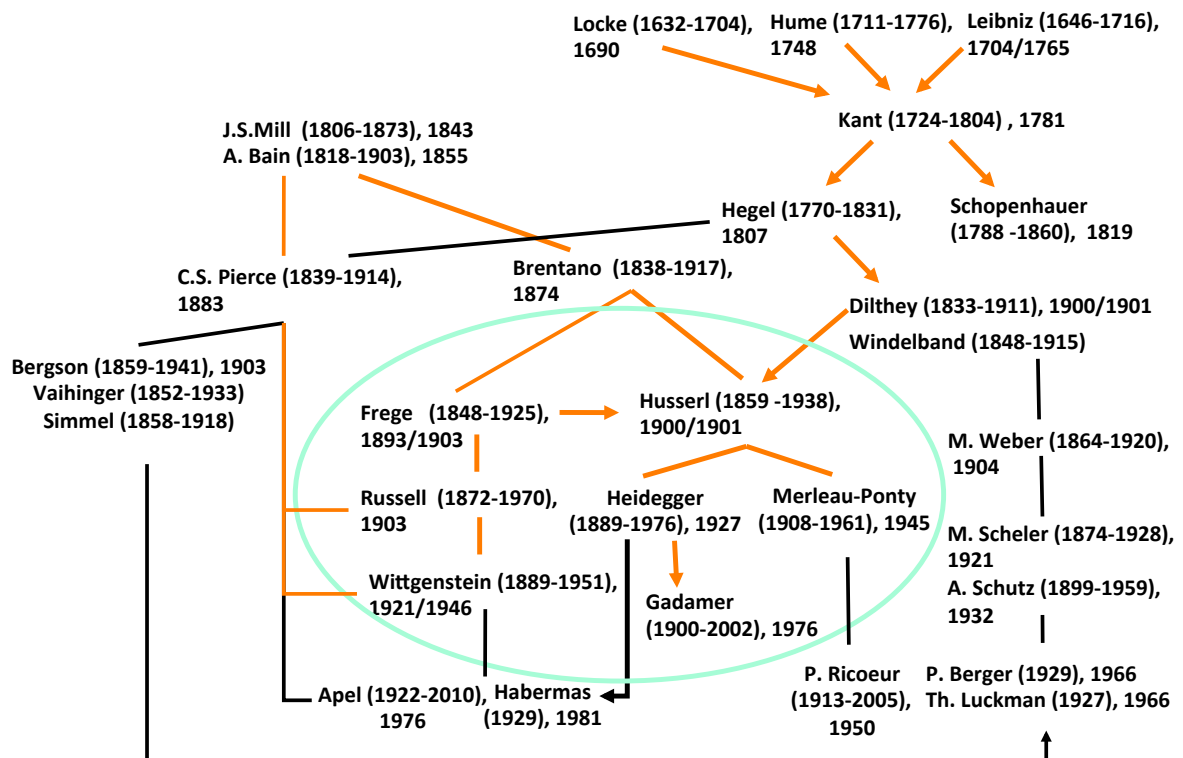 Locke (1632-1704),
1690
Hume (1711-1776),
1748
Leibniz (1646-1716),
1704/1765
Kant (1724-1804) , 1781
J.S.Mill (1806-1873), 1843
A. Bain (1818-1903), 1855
Hegel (1770-1831),
1807
Schopenhauer
(1788 -1860), 1819
C.S. Pierce (1839-1914),
1883
Brentano (1838-1917),
1874
Dilthey (1833-1911), 1900/1901
Windelband (1848-1915)
Bergson (1859-1941), 1903
Vaihinger (1852-1933)
Simmel (1858-1918)
Frege (1848-1925),
1893/1903
Husserl (1859 -1938),
1900/1901
M. Weber (1864-1920),
1904
Russell (1872-1970),
1903
Heidegger
(1889-1976), 1927
Merleau-Ponty
(1908-1961), 1945
M. Scheler (1874-1928),
1921
A. Schutz (1899-1959),
1932
Wittgenstein (1889-1951),
1921/1946
Gadamer
(1900-2002), 1976
Apel (1922-2010),
1976
Habermas
(1929), 1981
P. Ricoeur
(1913-2005),
1950
P. Berger (1929), 1966
Th. Luckman (1927), 1966